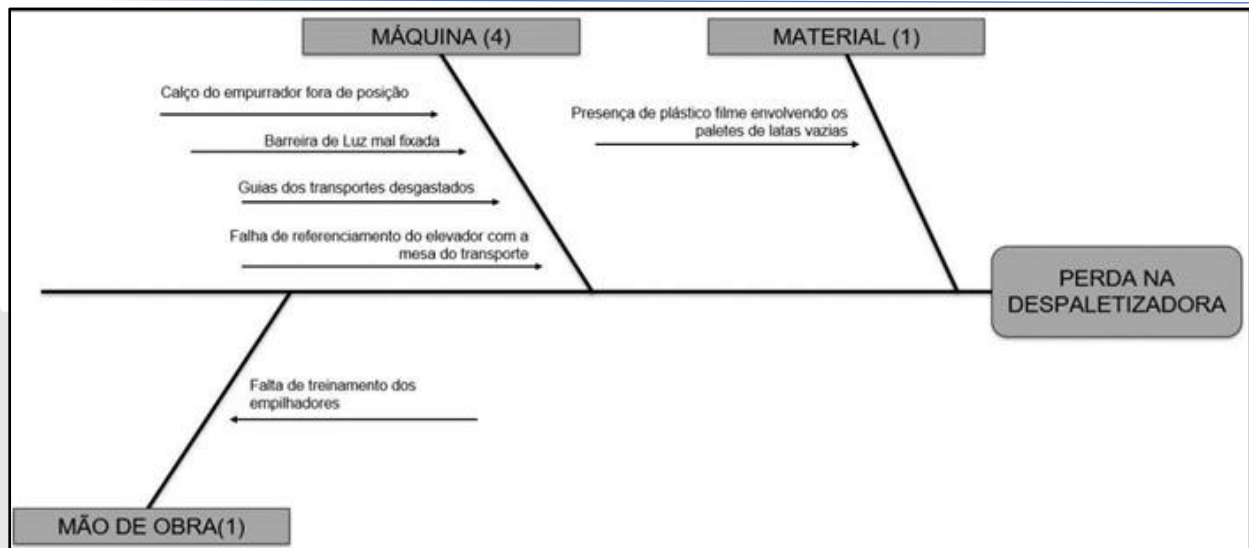 MÁQUINA (4)
MATERIAL (1)
Calço do empurrador fora de posição
Barreira de Luz mal fixada
Guias dos transportes desgastados
Falha de referenciamento do elevador com a
mesa do transporte
Presença de plástico filme envolvendo os
paletes de latas vazias
PERDA NA
DESPALETIZADORA
Falta de treinamento dos
empilhadores
MÃO DE OBRA(1)